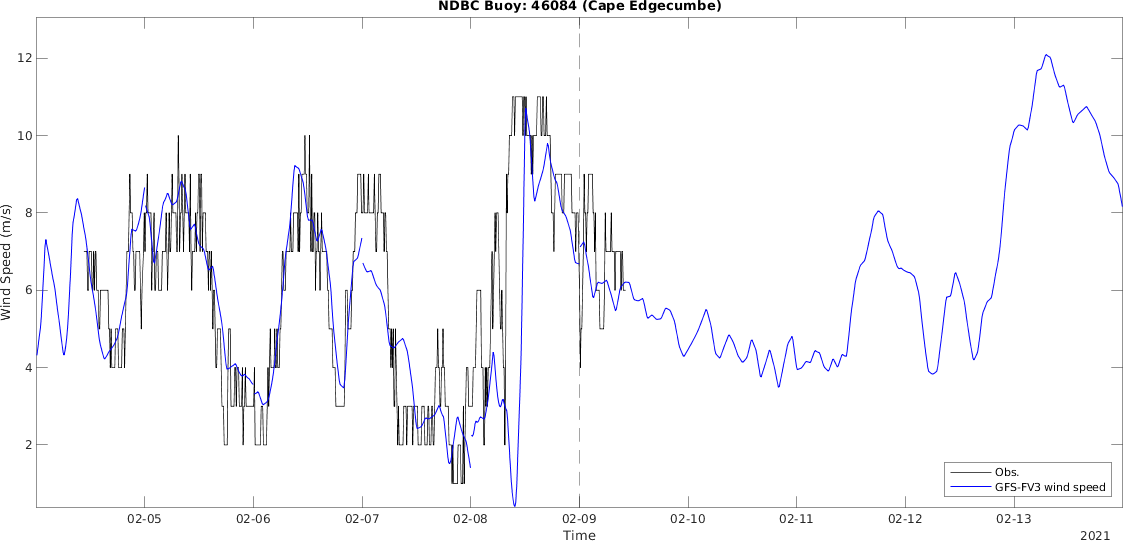 NDBC Buoy: 46084 (Cape Edgecumbe)
12
10
8
6
4
2
Wind Speed (m/s)
Obs.
GFS-FV3 wind speed
02-05 02-06 02-07 02-08 02-09 02-10 02-11 02-12 02-13
Time
2021